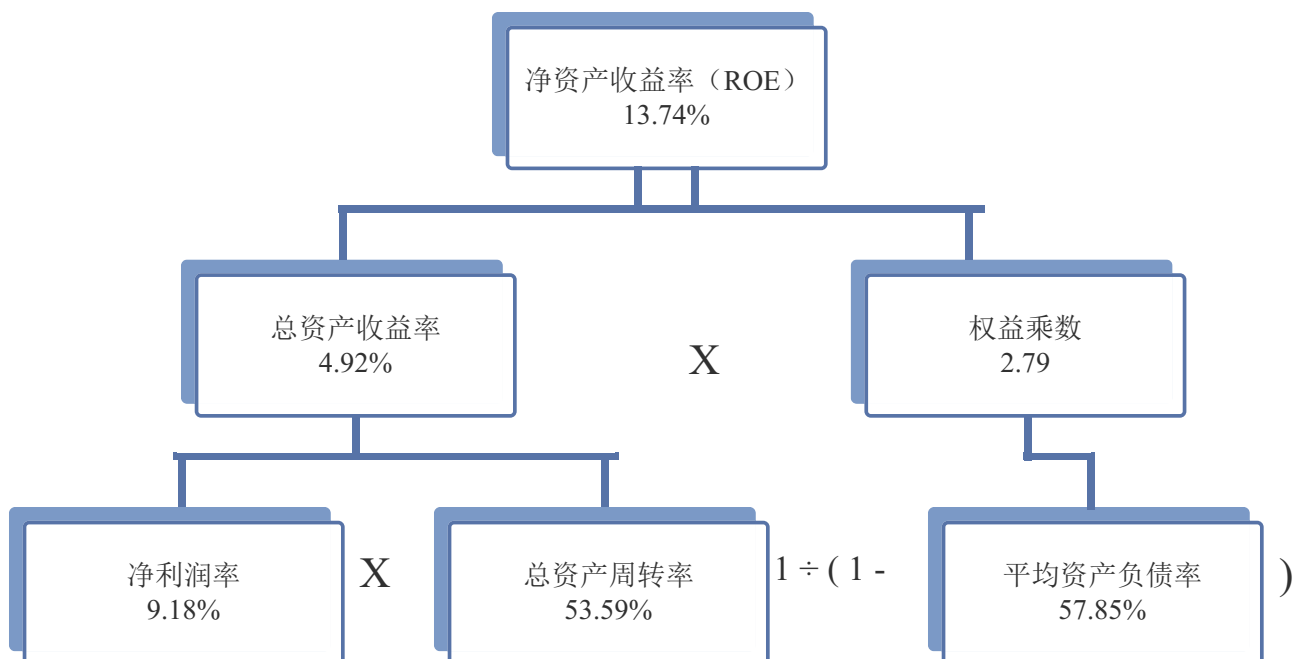 净资产收益率（ROE）
13.74%
总资产收益率
4.92%
X
权益乘数
2.79
净利润率
9.18%
X
总资产周转率
53.59%
1 ÷ ( 1 -
平均资产负债率
57.85%
)